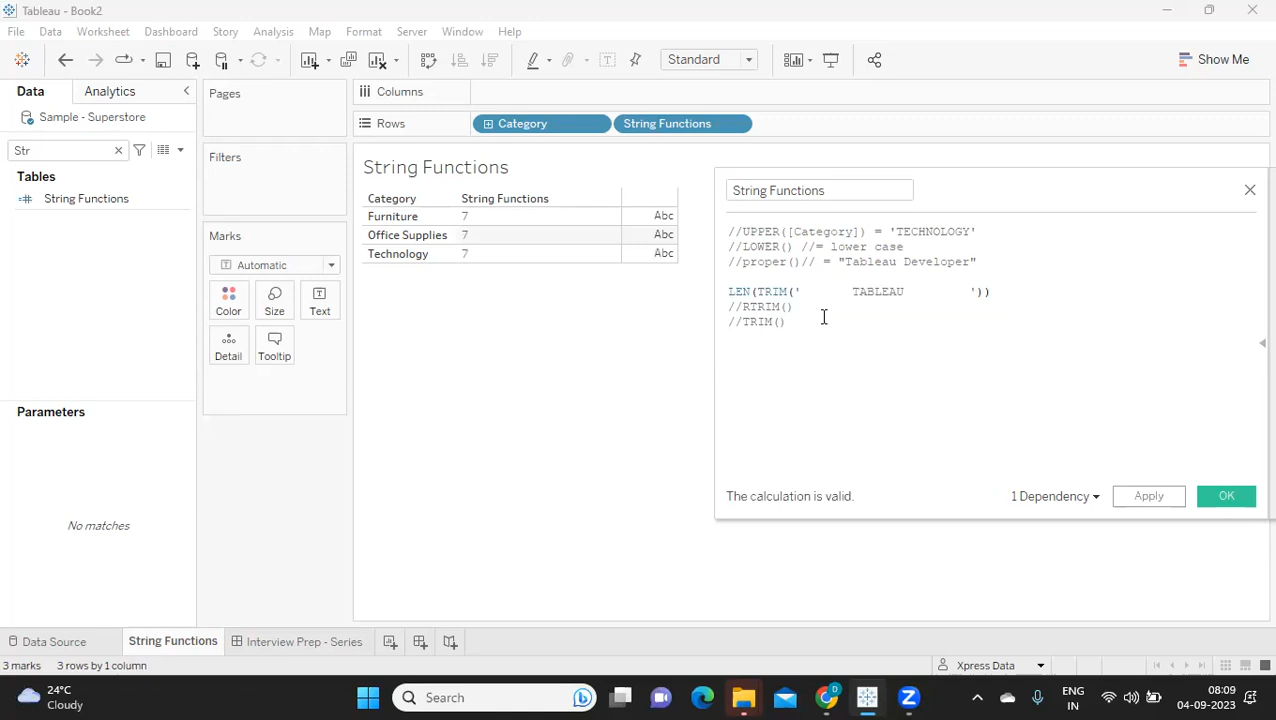 Tableau - Book2
File Data Worksheet Dashboard Story Analysis Map Format Server Window Help
Standard
Show Me
Data Analytics
Sample - Superstore
Str
Tables
String Functions
Parameters
No matches
Pages
Filters
Marks
Automatic
Color Size Text
Detail Tooltip
Columns
Rows Category String Functions
String Functions
Category String Functions
Furniture 7 Abc
Office Supplies 7 Abc
Technology 7 Abc
String Functions
//UPPER([Category]) = 'TECHNOLOGY'
//LOWER() //= lower case
//proper()// = "Tableau Developer"
LEN(TRIM('       TABLEAU         '))
//RTRIM()
//TRIM()
The calculation is valid. 1 Dependency Apply OK
Data Source String Functions Interview Prep - Series
3 marks 3 rows by 1 column Xpress Data
24°C
Cloudy
Search
ENG
IN
08:09
04-09-2023